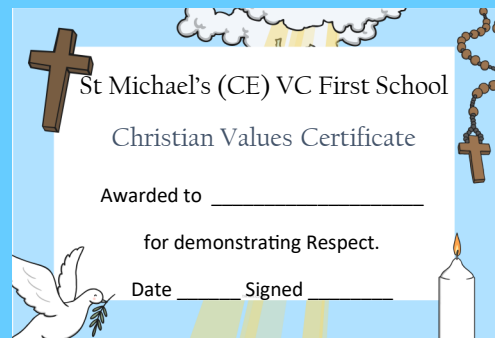 St Michael's (CE) VC First School
Christian Values Certificate
Awarded to ____________________
for demonstrating Respect.
Date ______ Signed ________